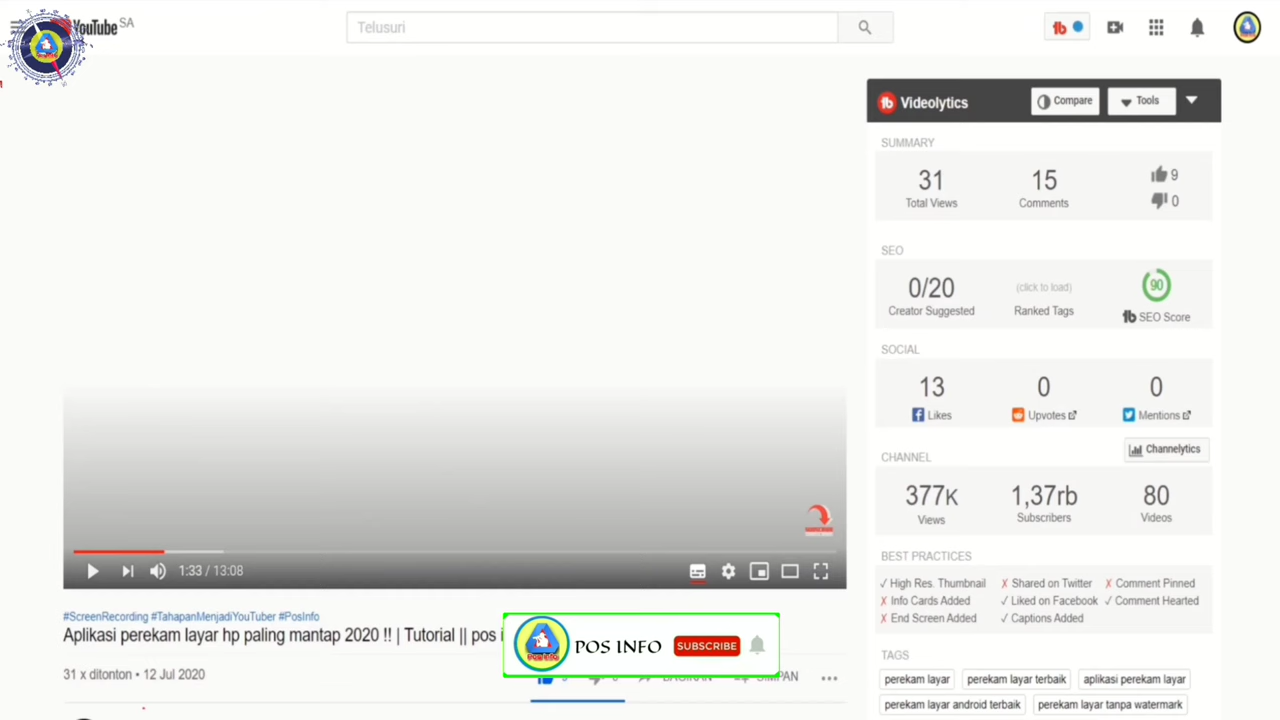 YouTube SA
Telusuri
Videolytics
Compare
Tools
SUMMARY
31
Total Views
15
Comments
9
0
SEO
0/20
Creator Suggested
(click to load)
Ranked Tags
90
SEO Score
SOCIAL
13
Likes
0
Upvotes
0
Mentions
CHANNEL
Channelytics
377K
Views
1,37rb
Subscribers
80
Videos
BEST PRACTICES
✓ High Res. Thumbnail
✗ Shared on Twitter
✗ Comment Pinned
✗ Info Cards Added
✓ Liked on Facebook
✓ Comment Hearted
✗ End Screen Added
✓ Captions Added
TAGS
perekam layar
perekam layar terbaik
aplikasi perekam layar
perekam layar android terbaik
perekam layar tanpa watermark
1:33 / 13:08
#ScreenRecording #TahapanMenjadiYouTuber #PosInfo
Aplikasi perekam layar hp paling mantap 2020 !! | Tutorial || pos
POS INFO
SUBSCRIBE
31 x ditonton • 12 Jul 2020
SIMPAN